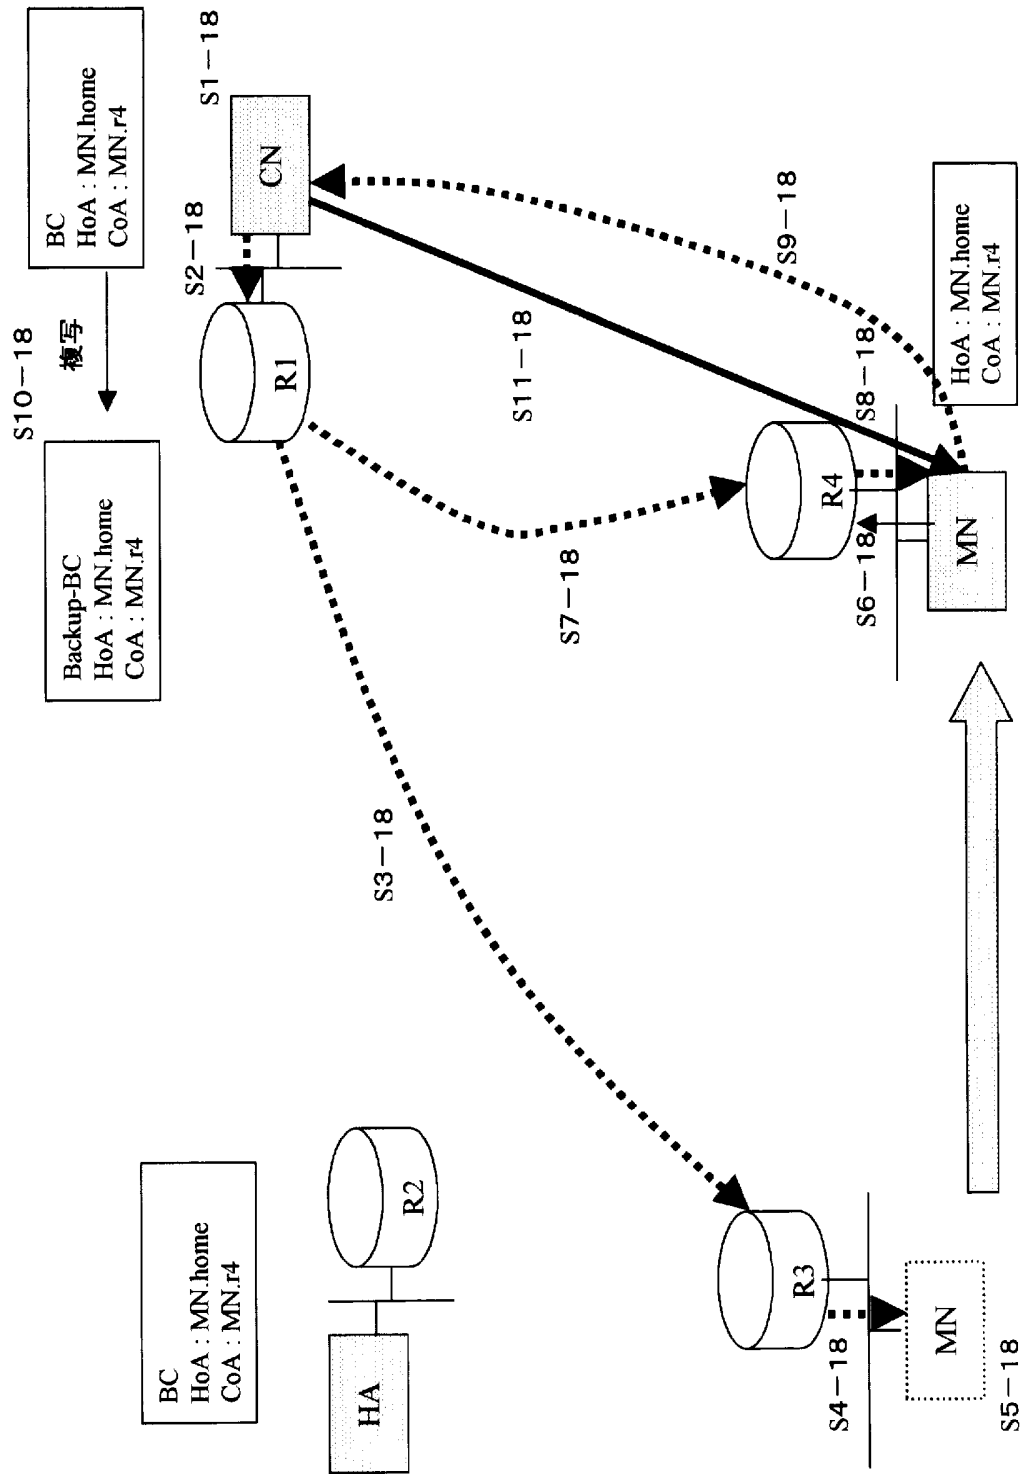 S10−18
複写
Backup-BC
HoA : MN.home
CoA : MN.r4
BC
HoA : MN.home
CoA : MN.r4
BC
HoA : MN.home
CoA : MN.r4
S2−18
S1−18
CN
R1
HA
R2
S3−18
S11−18
S7−18
S9−18
R3
R4
S4−18
S6−18
S8−18
HoA : MN.home
CoA : MN.r4
MN
MN
S5−18